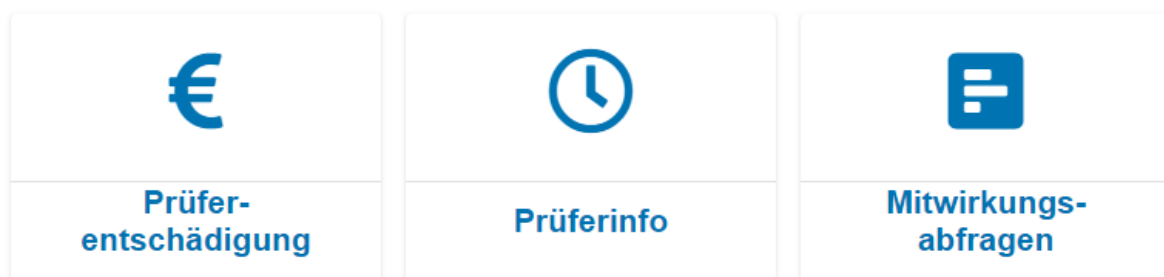 Prüfer-
entschädigung
Prüferinfo
Mitwirkungs-
abfragen